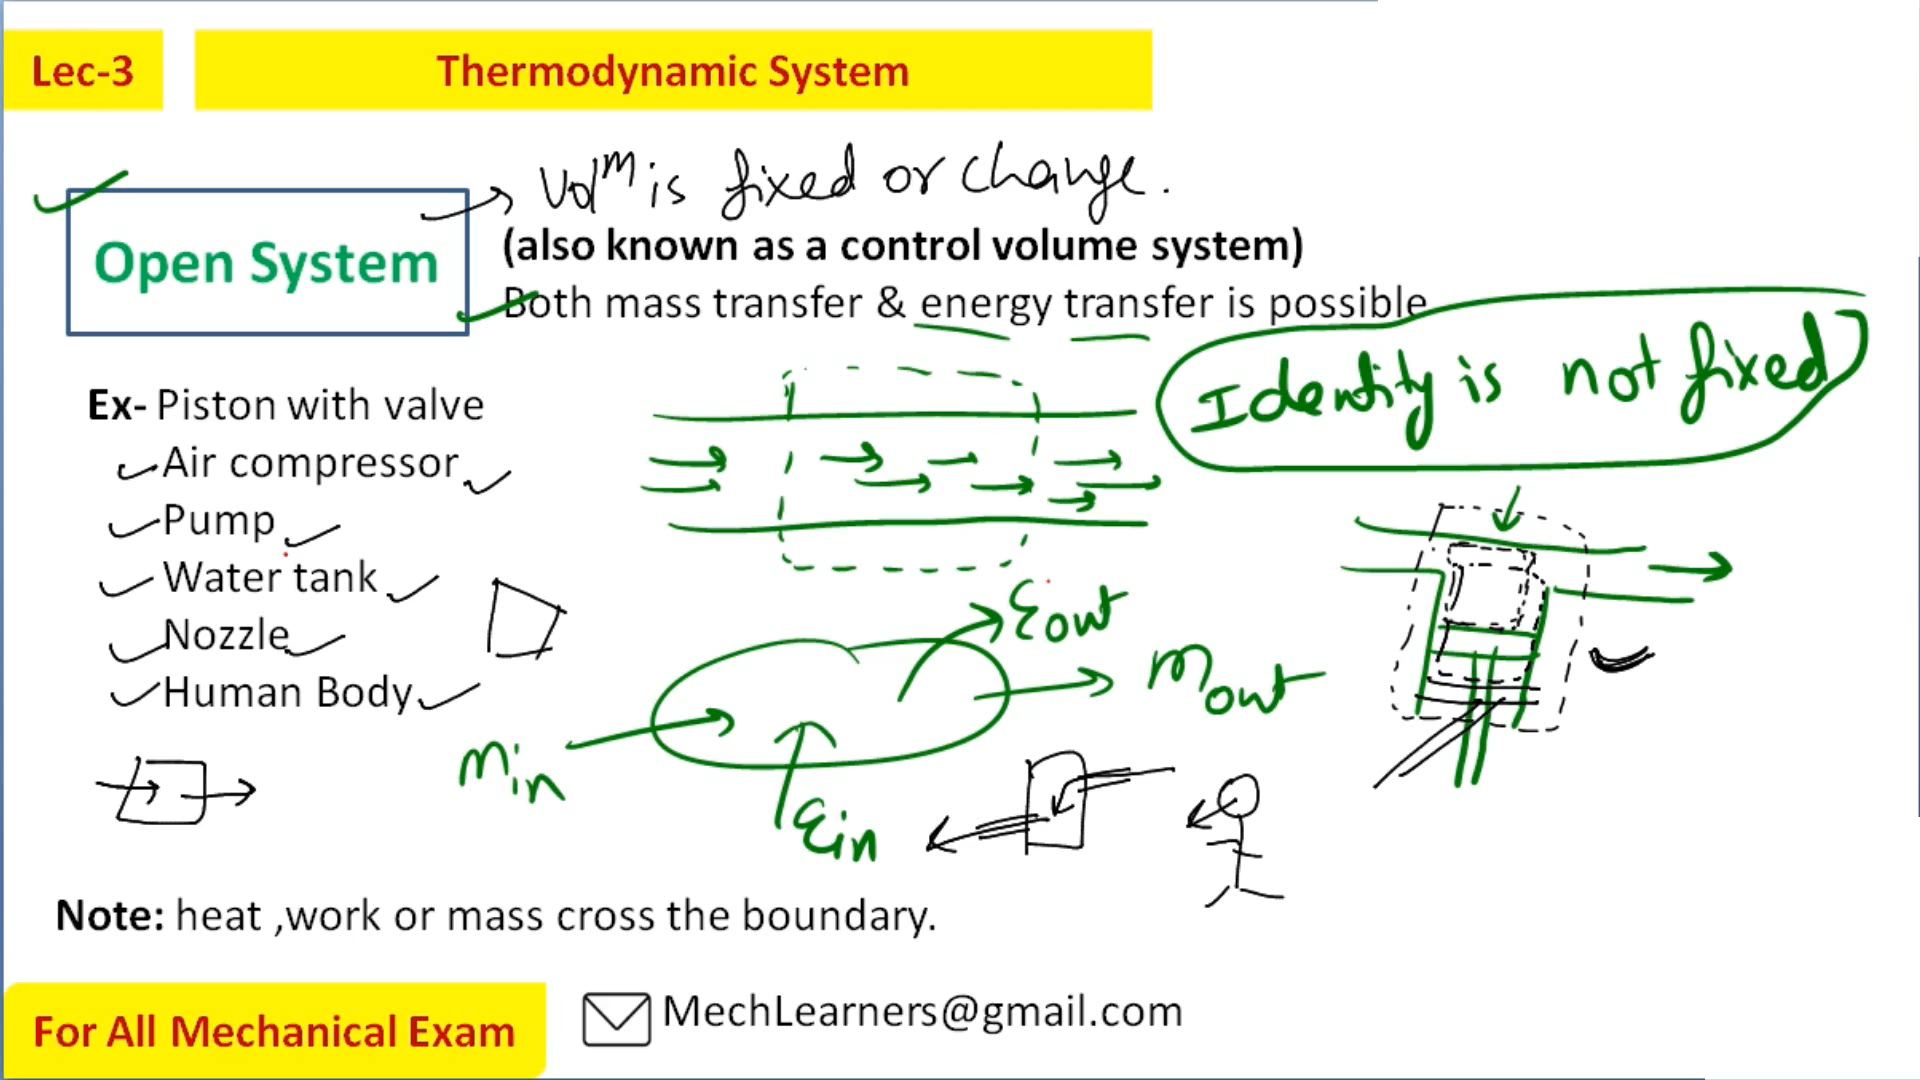 Lec-3
Thermodynamic System
Vol^m is fixed or change.
Open System
(also known as a control volume system)
Both mass transfer & energy transfer is possible
Identity is not fixed
Ex- Piston with valve
Air compressor
Pump
Water tank
Nozzle
Human Body
Eout
mout
min
Ein
Note: heat ,work or mass cross the boundary.
For All Mechanical Exam
MechLearners@gmail.com